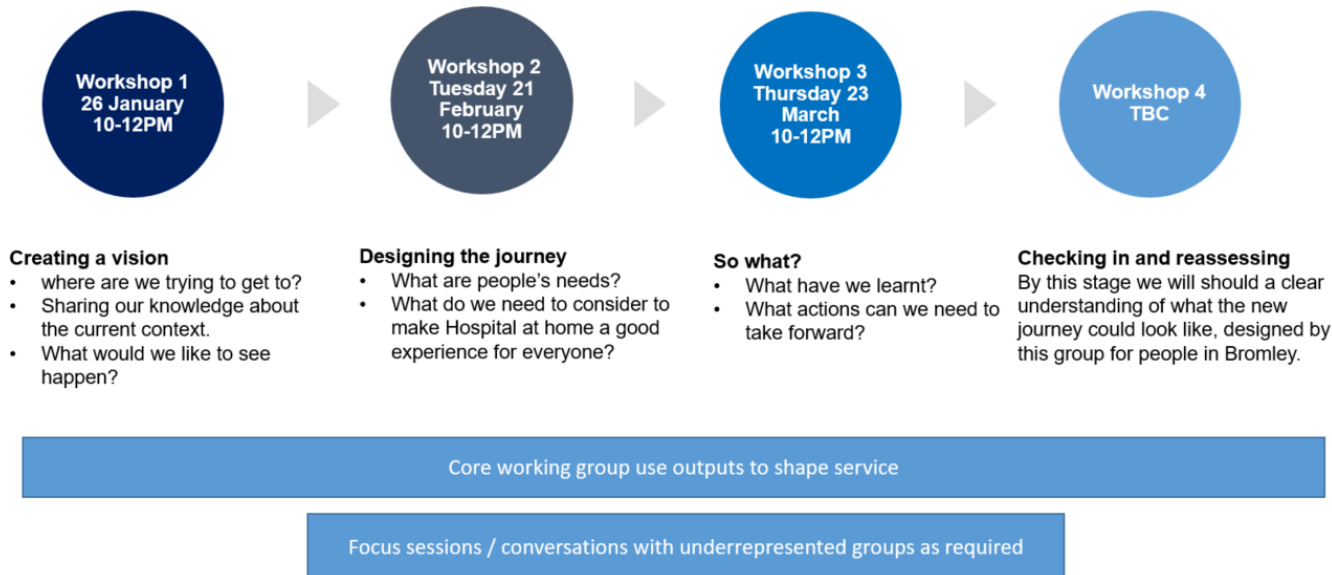 Workshop 1
26 January
10-12PM
Workshop 2
Tuesday 21
February
10-12PM
Workshop 3
Thursday 23
March
10-12PM
Workshop 4
TBC
Creating a vision
• where are we trying to get to?
• Sharing our knowledge about
the current context.
• What would we like to see
happen?
Designing the journey
• What are people's needs?
• What do we need to consider to
make Hospital at home a good
experience for everyone?
So what?
• What have we learnt?
• What actions can we need to
take forward?
Checking in and reassessing
By this stage we will should a clear
understanding of what the new
journey could look like, designed by
this group for people in Bromley.
Core working group use outputs to shape service
Focus sessions / conversations with underrepresented groups as required